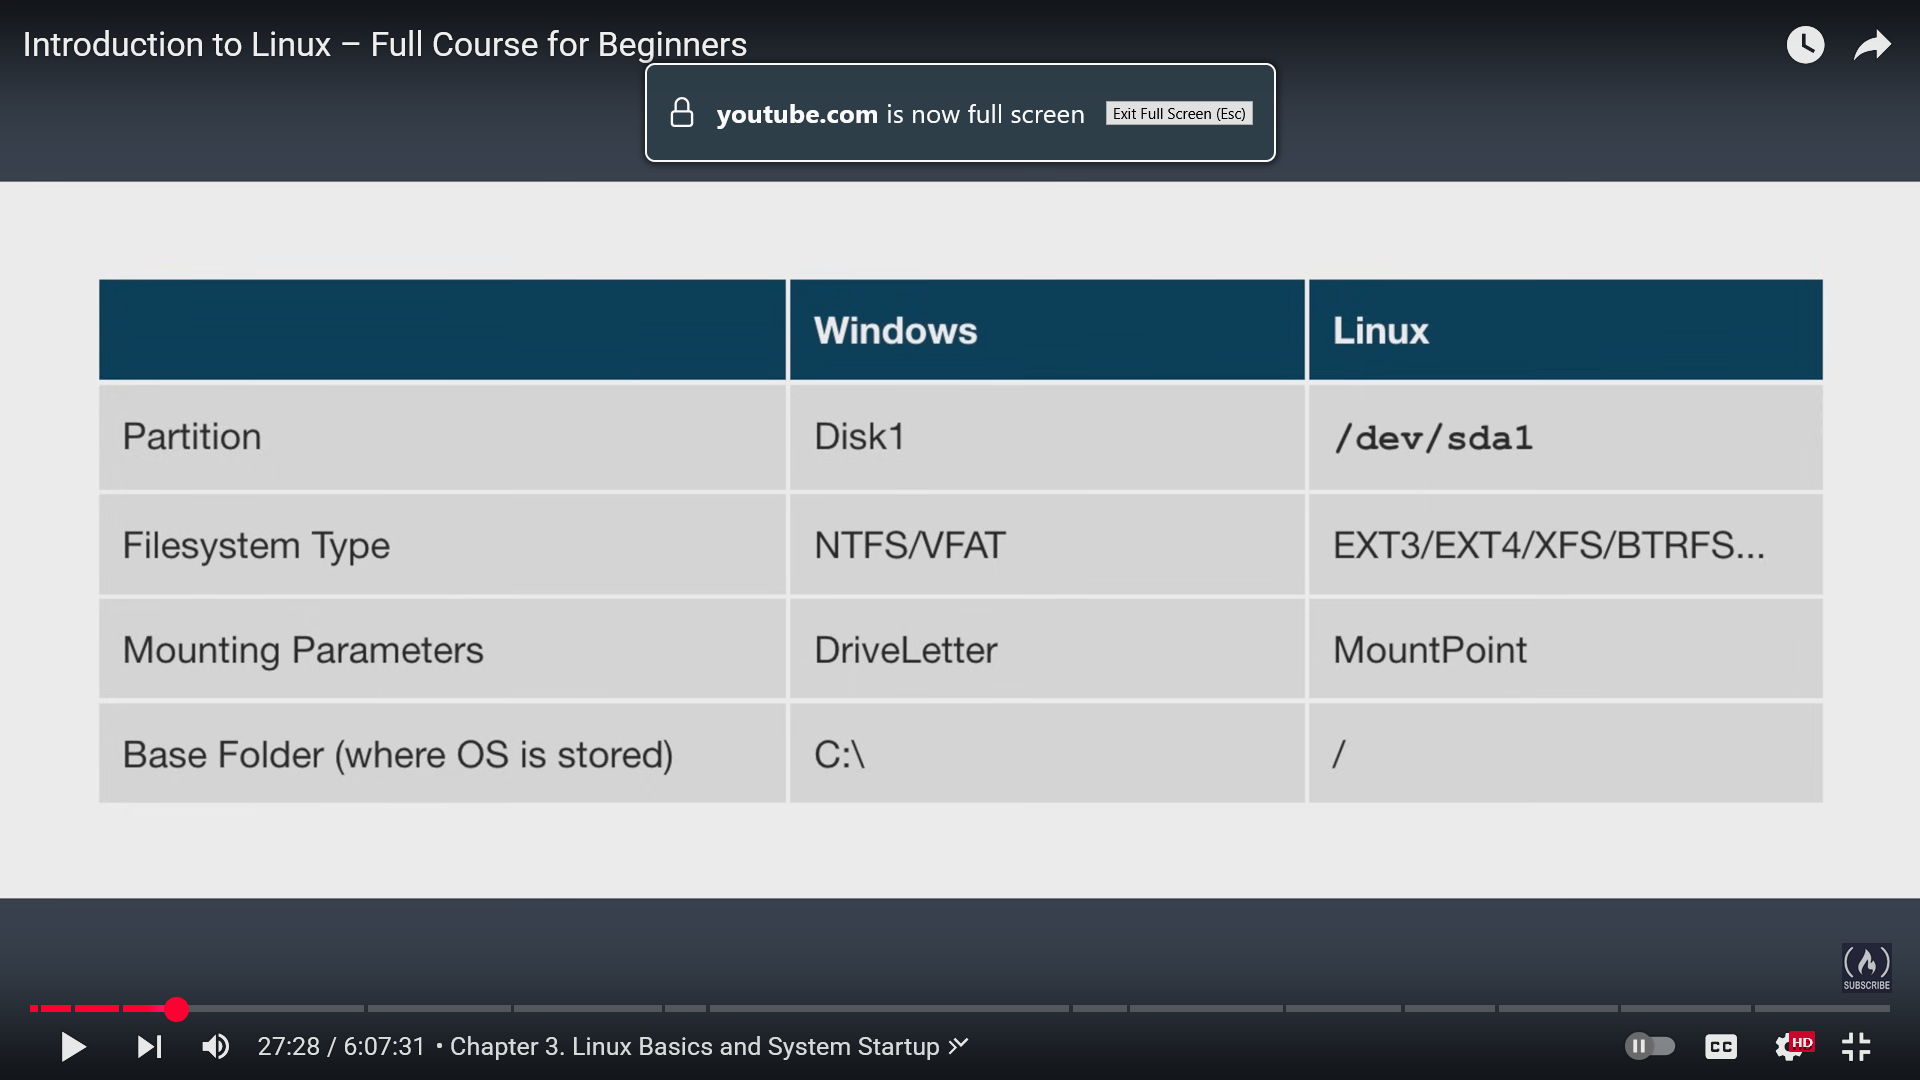 Introduction to Linux – Full Course for Beginners
youtube.com is now full screen Exit Full Screen (Esc)
Windows Linux
Partition Disk1 /dev/sda1
Filesystem Type NTFS/VFAT EXT3/EXT4/XFS/BTRFS...
Mounting Parameters DriveLetter MountPoint
Base Folder (where OS is stored) C:\ /
SUBSCRIBE
27:28 / 6:07:31 • Chapter 3. Linux Basics and System Startup CC HD